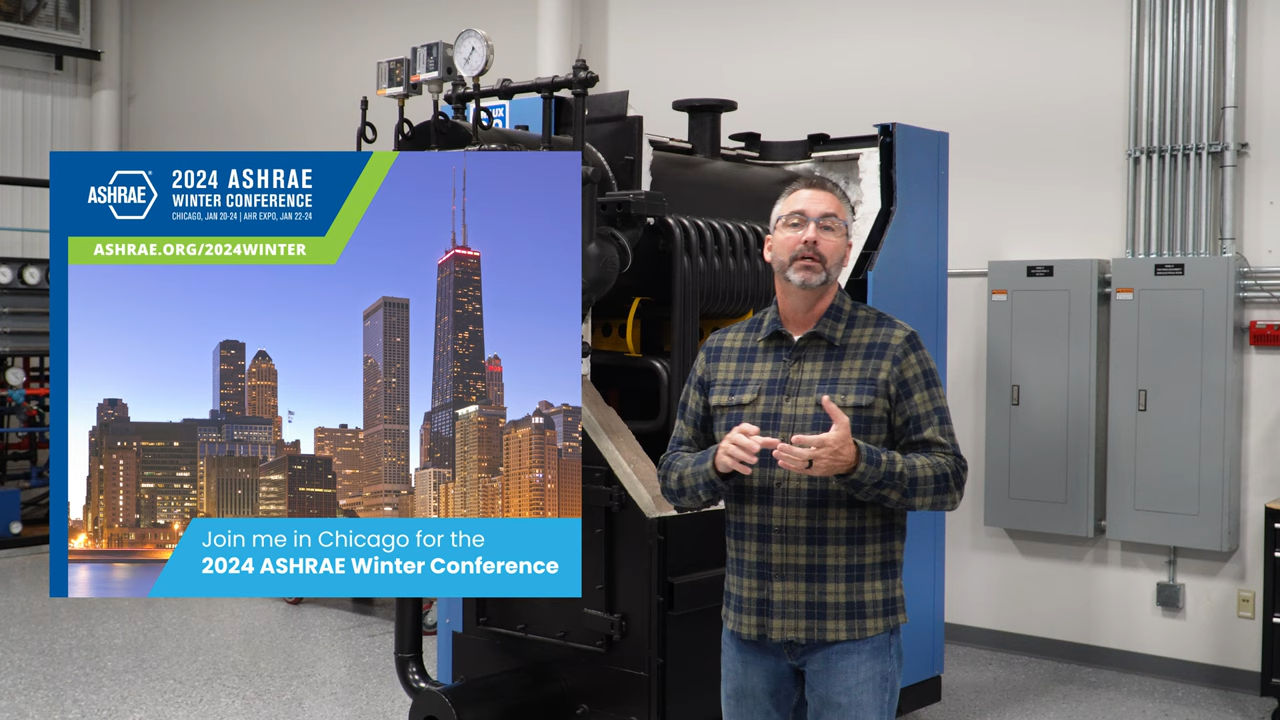 ASHRAE
2024 ASHRAE
WINTER CONFERENCE
CHICAGO, JAN 20-24 | AHR EXPO, JAN 22-24
ASHRAE.ORG/2024WINTER
Join me in Chicago for the
2024 ASHRAE Winter Conference